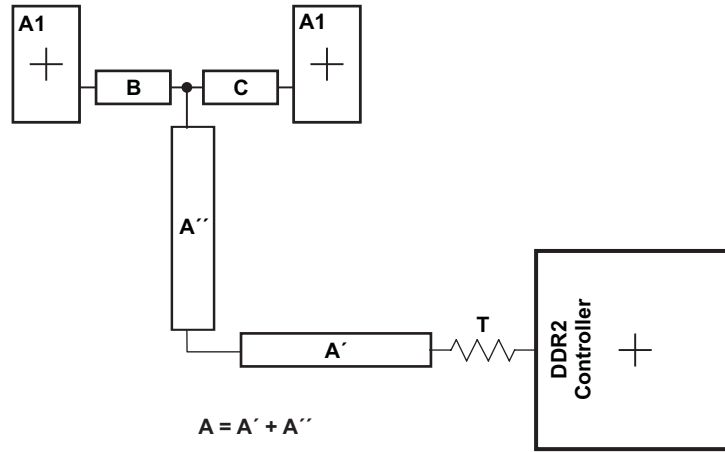 A1
A1
B
C
A´´
T
A´
DDR2
Controller
A = A´ + A´´